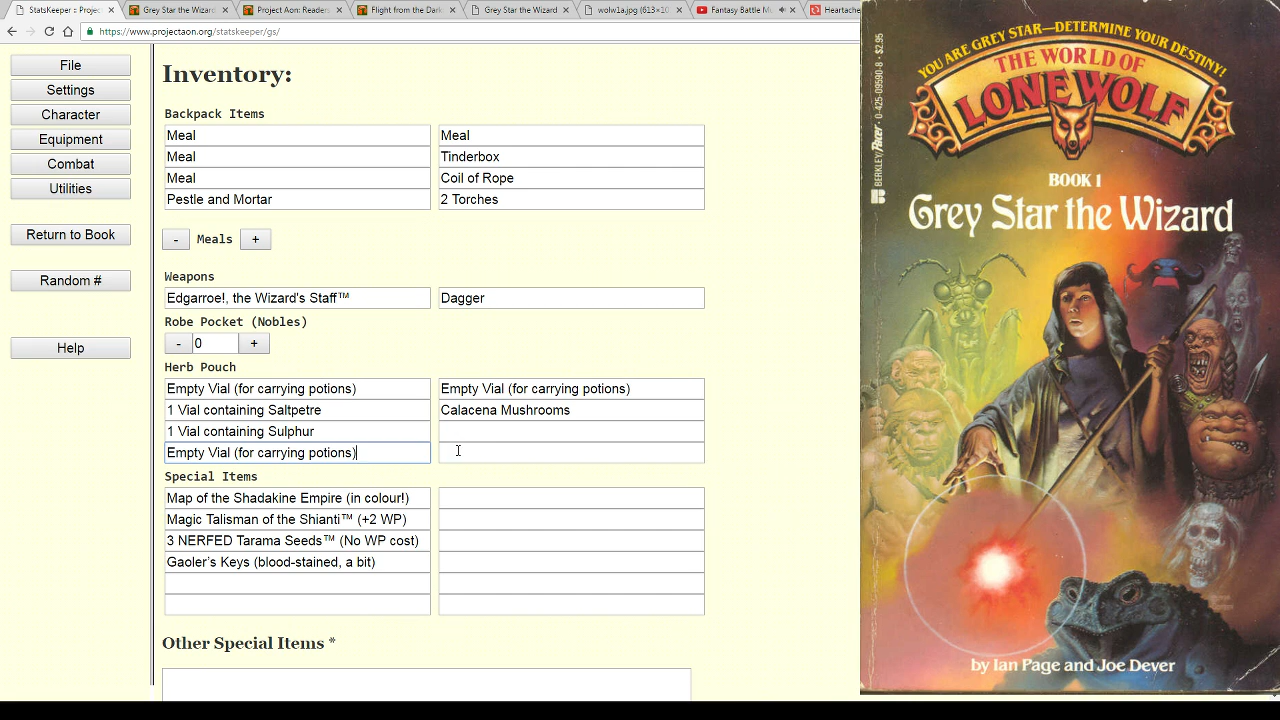 StatsKeeper :: Project
Grey Star the Wizard
Project Aon: Readers
Flight from the Dark
Grey Star the Wizard
wolw1a.jpg (613×10
Fantasy Battle Mu
Heartache
https://www.projectaon.org/statskeeper/gs/
File
Settings
Character
Equipment
Combat
Utilities
Return to Book
Random #
Help
Inventory:
Backpack Items
Meal
Meal
Meal
Tinderbox
Meal
Coil of Rope
Pestle and Mortar
2 Torches
- Meals +
Weapons
Edgarroe!, the Wizard's Staff™
Dagger
Robe Pocket (Nobles)
- 0 +
Herb Pouch
Empty Vial (for carrying potions)
Empty Vial (for carrying potions)
1 Vial containing Saltpetre
Calacena Mushrooms
1 Vial containing Sulphur
Empty Vial (for carrying potions)
Special Items
Map of the Shadakine Empire (in colour!)
Magic Talisman of the Shianti™ (+2 WP)
3 NERFED Tarama Seeds™ (No WP cost)
Gaoler's Keys (blood-stained, a bit)
Other Special Items *
BERKLEY/Pacer • 0-425-09590-8 • $2.95
YOU ARE GREY STAR—DETERMINE YOUR DESTINY!
THE WORLD OF
LONE WOLF
BOOK 1
Grey Star the Wizard
by Ian Page and Joe Dever